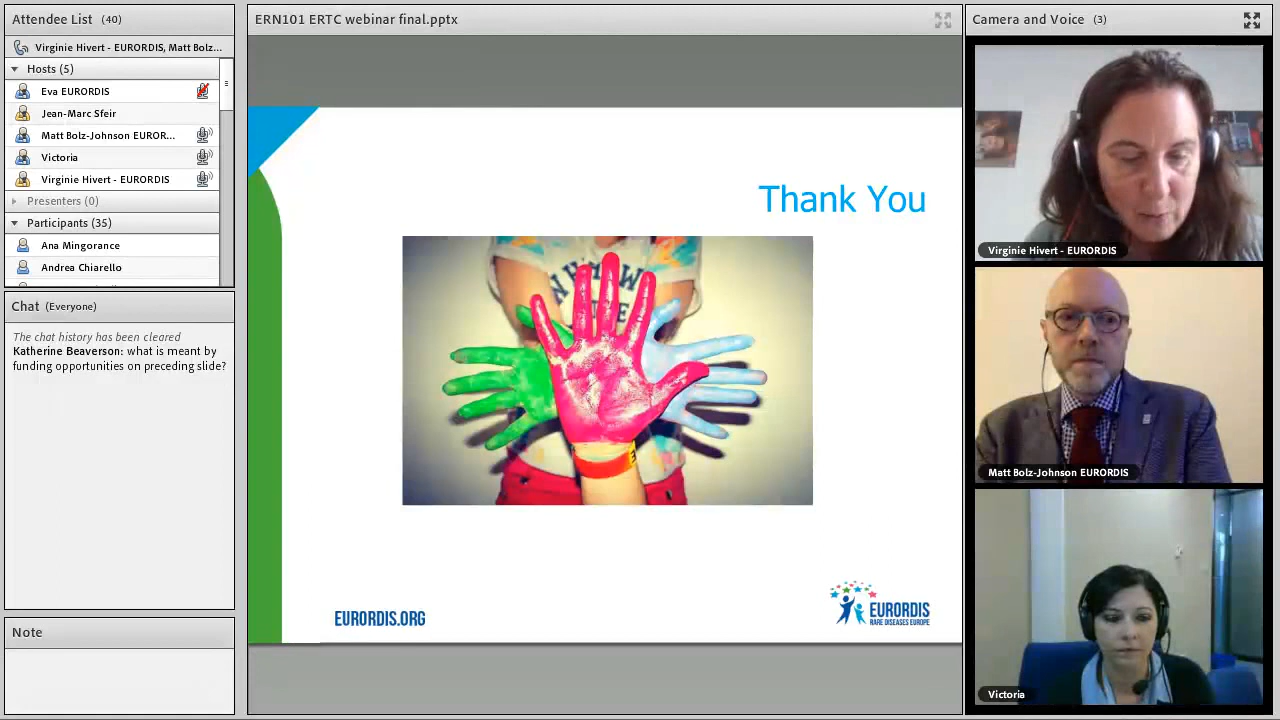 Attendee List (40)
Virginie Hivert - EURORDIS, Matt Bolz...
Hosts (5)
Eva EURORDIS
Jean-Marc Sfeir
Matt Bolz-Johnson EUROR...
Victoria
Virginie Hivert - EURORDIS
Presenters (0)
Participants (35)
Ana Mingorance
Andrea Chiarello
Chat (Everyone)
The chat history has been cleared
Katherine Beaverson: what is meant by
funding opportunities on preceding slide?
Note
ERN101 ERTC webinar final.pptx
Thank You
EURORDIS.ORG
EURORDIS
RARE DISEASES EUROPE
Camera and Voice (3)
Virginie Hivert - EURORDIS
Matt Bolz-Johnson EURORDIS
Victoria